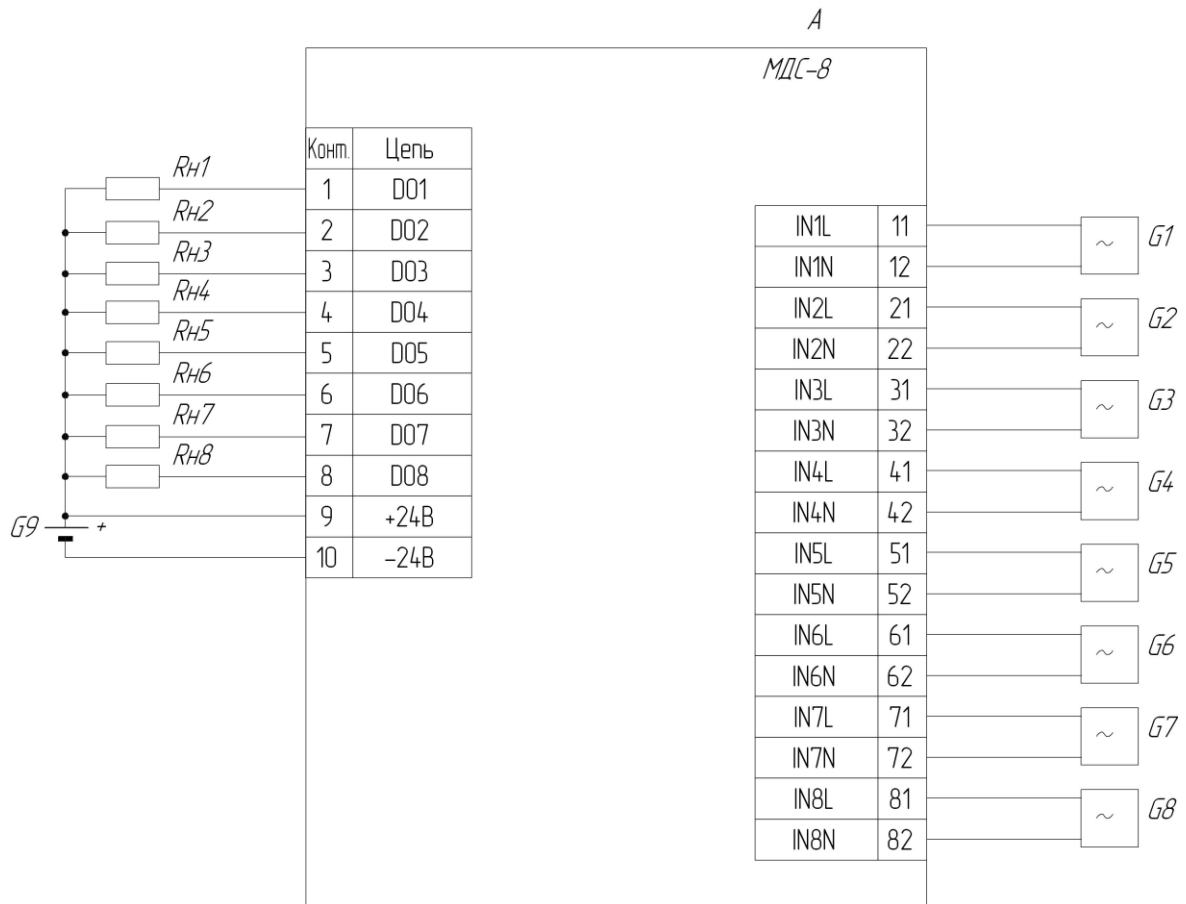 A
МДС-8
Конт. Цепь
Rн1 1 DO1
Rн2 2 DO2
Rн3 3 DO3
Rн4 4 DO4
Rн5 5 DO5
Rн6 6 DO6
Rн7 7 DO7
Rн8 8 DO8
G9 + 9 +24В
10 -24В
IN1L 11 G1
IN1N 12
IN2L 21 G2
IN2N 22
IN3L 31 G3
IN3N 32
IN4L 41 G4
IN4N 42
IN5L 51 G5
IN5N 52
IN6L 61 G6
IN6N 62
IN7L 71 G7
IN7N 72
IN8L 81 G8
IN8N 82